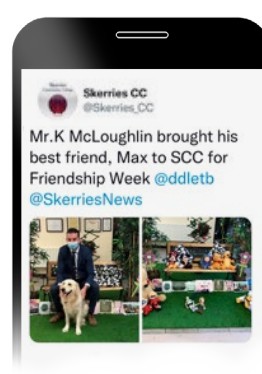 Skerries CC
@Skerries_CC
Mr.K McLoughlin brought his
best friend, Max to SCC for
Friendship Week @ddletb
@SkerriesNews